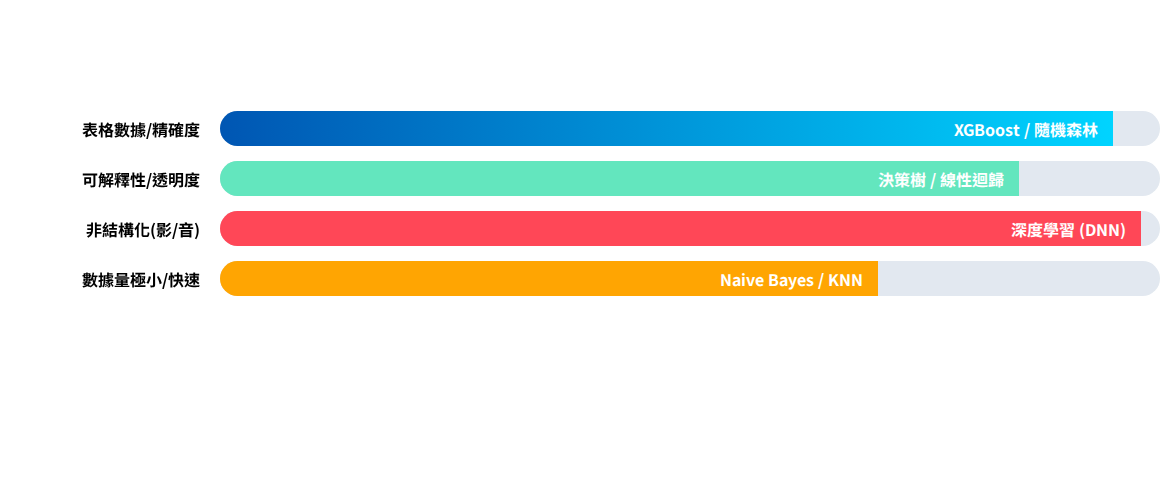 表格數據/精確度 XGBoost / 隨機森林
可解釋性/透明度 決策樹 / 線性迴歸
非結構化(影/音) 深度學習 (DNN)
數據量極小/快速 Naive Bayes / KNN